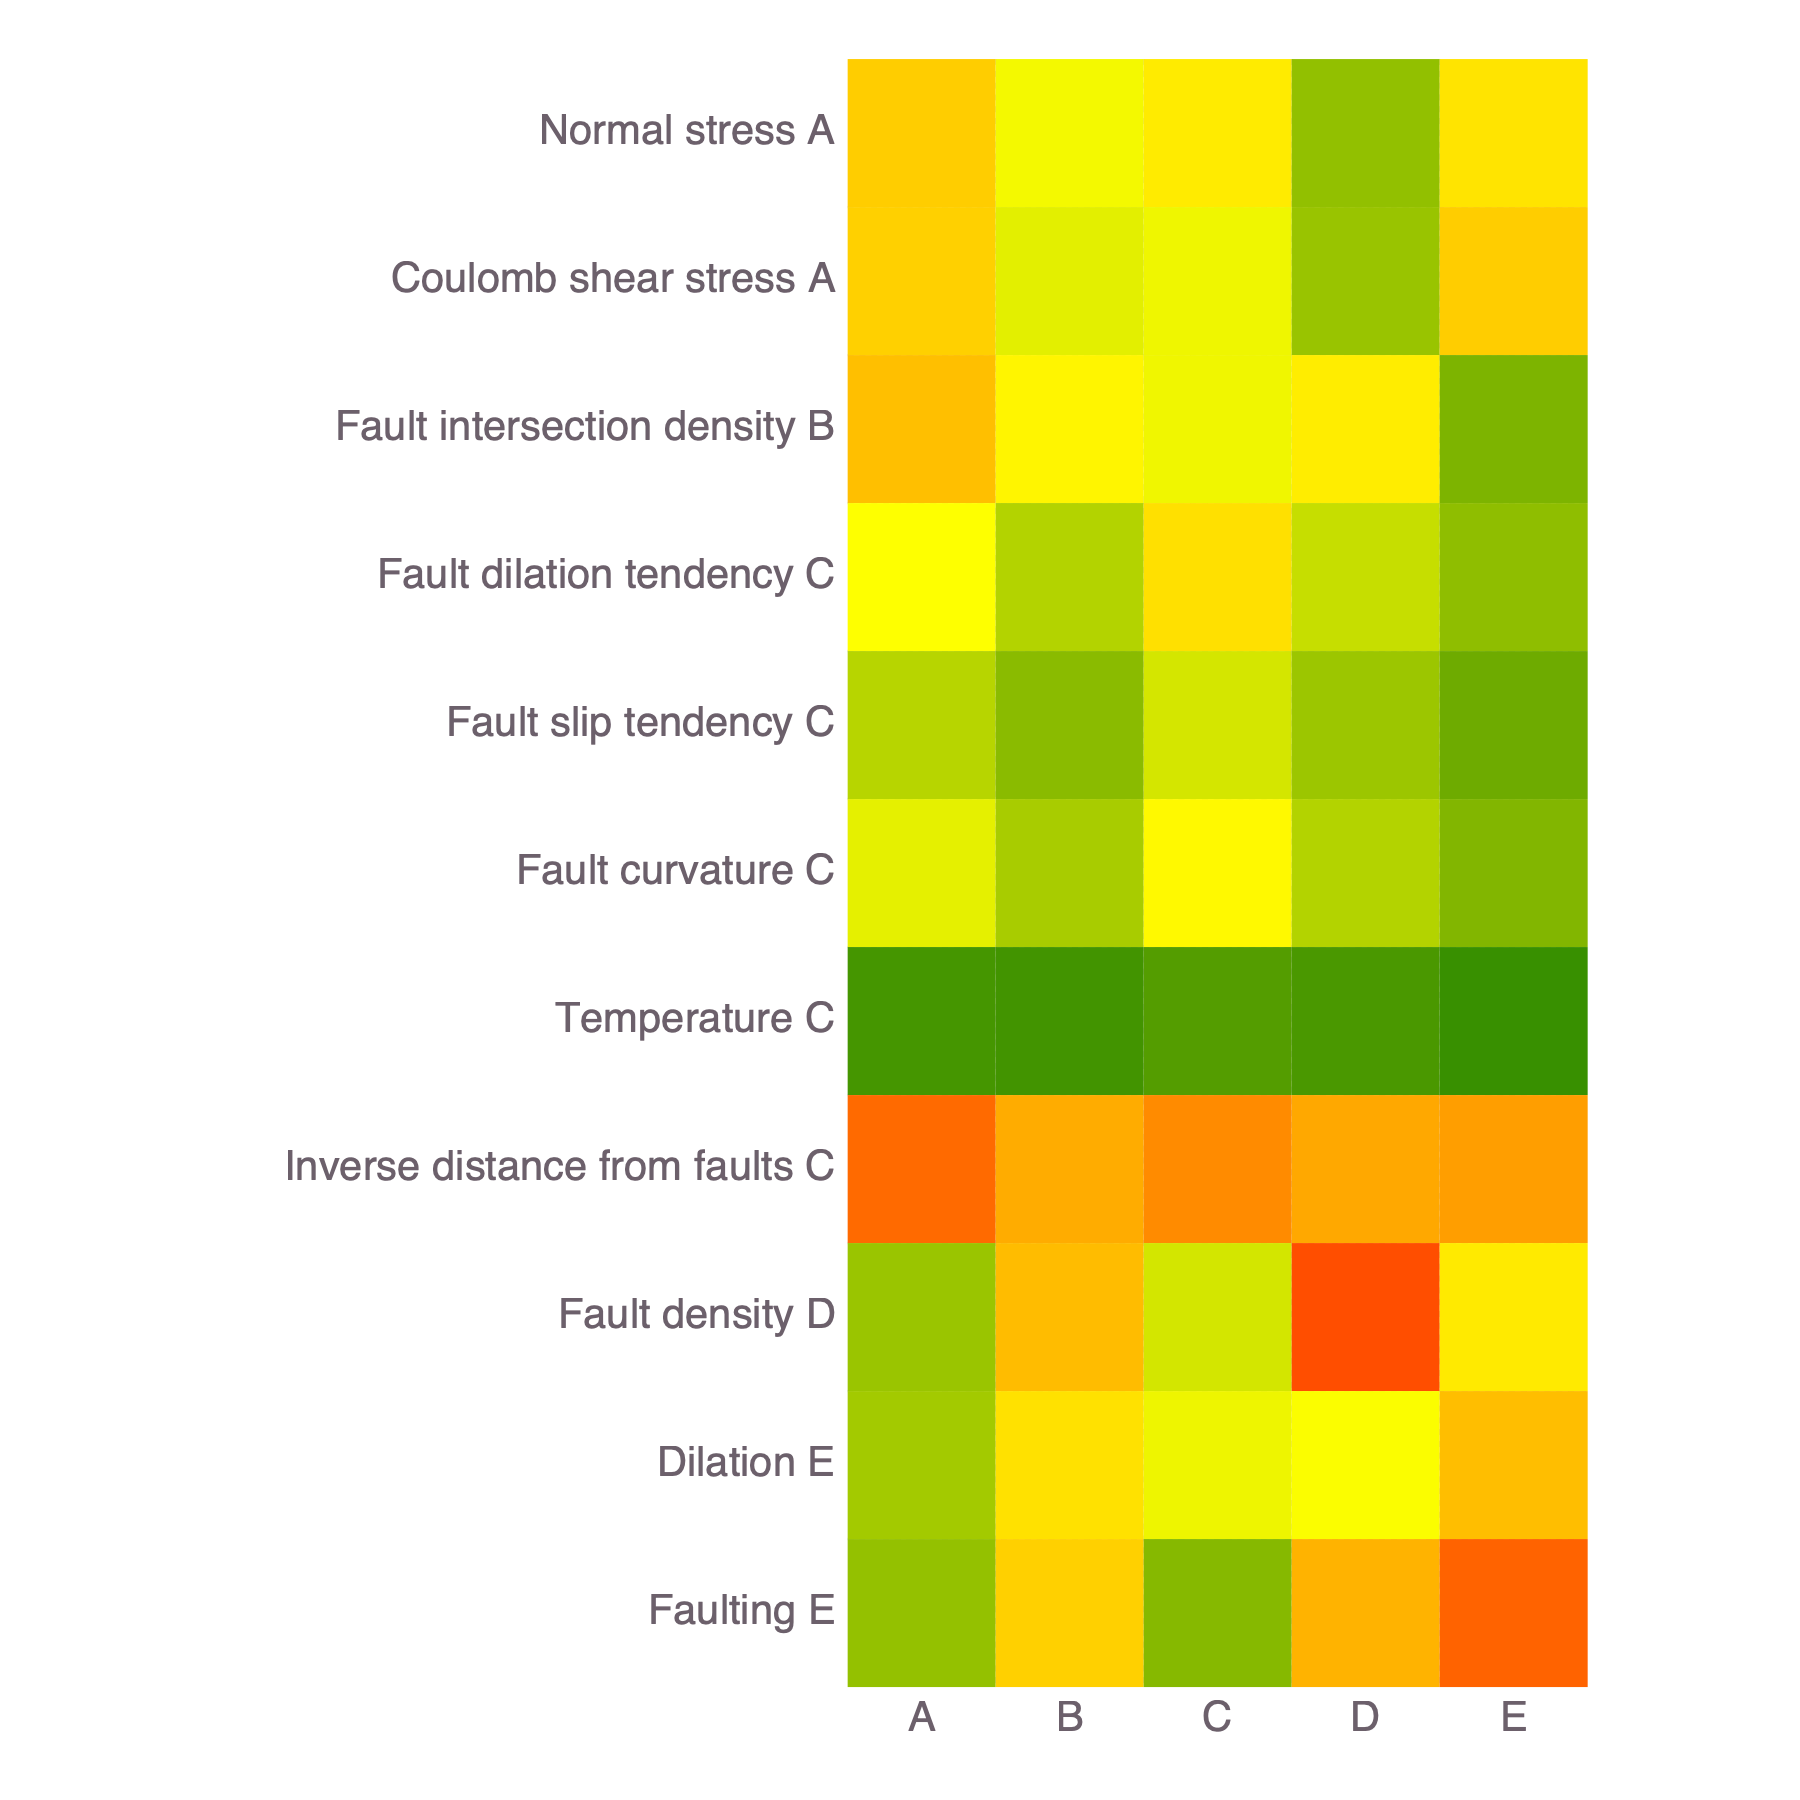 Normal stress A
Coulomb shear stress A
Fault intersection density B
Fault dilation tendency C
Fault slip tendency C
Fault curvature C
Temperature C
Inverse distance from faults C
Fault density D
Dilation E
Faulting E
A B C D E